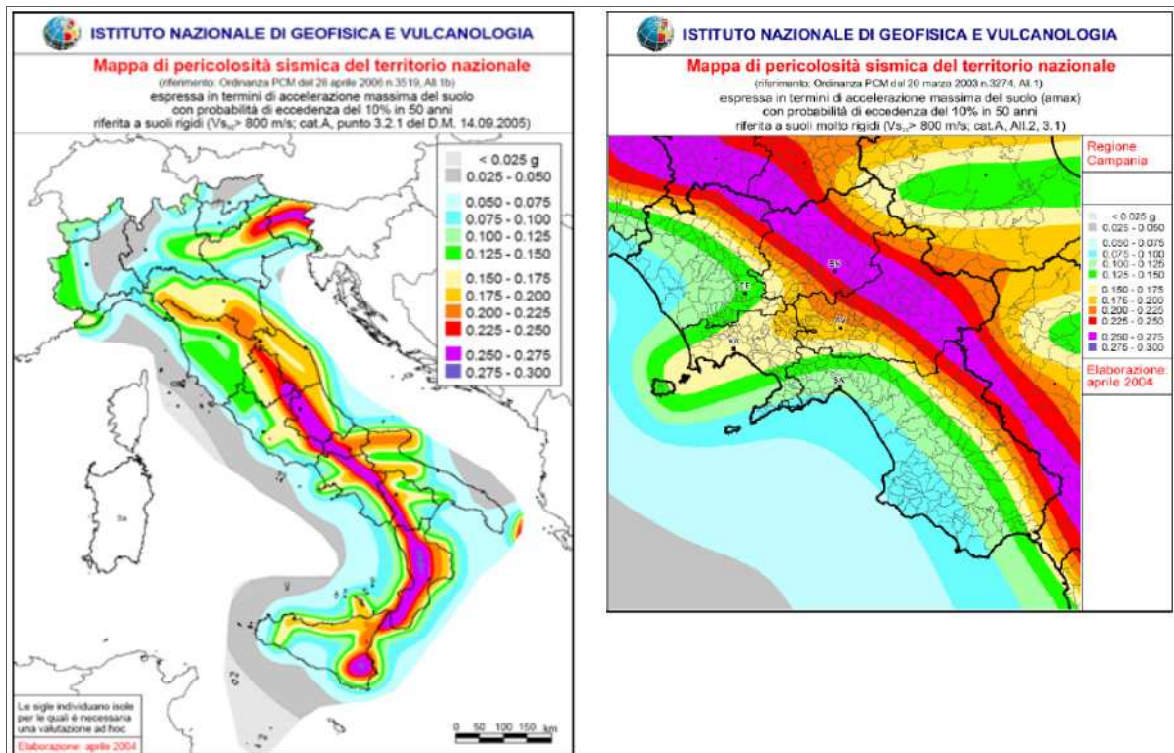 ISTITUTO NAZIONALE DI GEOFISICA E VULCANOLOGIA
Mappa di pericolosità sismica del territorio nazionale
(riferimento: Ordinanza PCM del 28 aprile 2006 n.3519, All.1b)
espressa in termini di accelerazione massima del suolo
con probabilità di eccedenza del 10% in 50 anni
riferita a suoli rigidi (Vs30> 800 m/s; cat.A, punto 3.2.1 del D.M. 14.09.2005)
< 0.025 g
0.025 - 0.050
0.050 - 0.075
0.075 - 0.100
0.100 - 0.125
0.125 - 0.150
0.150 - 0.175
0.175 - 0.200
0.200 - 0.225
0.225 - 0.250
0.250 - 0.275
0.275 - 0.300
Le sigle individuano isole
per le quali è necessaria
una valutazione ad hoc
Elaborazione: aprile 2004
0 50 100 150
km
ISTITUTO NAZIONALE DI GEOFISICA E VULCANOLOGIA
Mappa di pericolosità sismica del territorio nazionale
(riferimento: Ordinanza PCM del 20 marzo 2003 n.3274, All.1)
espressa in termini di accelerazione massima del suolo (amax)
con probabilità di eccedenza del 10% in 50 anni
riferita a suoli molto rigidi (Vs30> 800 m/s; cat.A, All.2, 3.1)
Regione
Campania
< 0.025 g
0.025 - 0.050
0.050 - 0.075
0.075 - 0.100
0.100 - 0.125
0.125 - 0.150
0.150 - 0.175
0.175 - 0.200
0.200 - 0.225
0.225 - 0.250
0.250 - 0.275
0.275 - 0.300
Elaborazione:
aprile 2004
BN